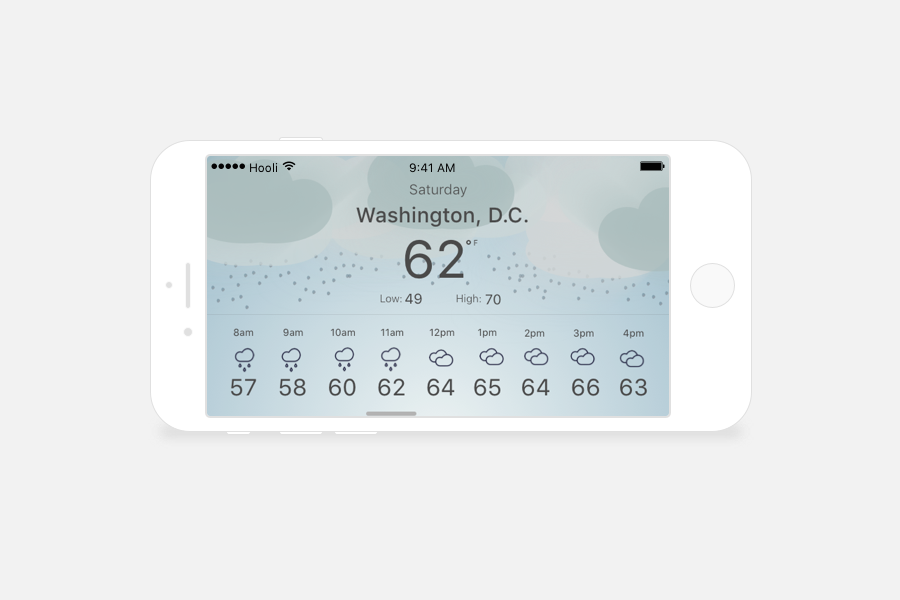 Hooli 9:41 AM
Saturday
Washington, D.C.
62°F
Low: 49 High: 70
8am 9am 10am 11am 12pm 1pm 2pm 3pm 4pm
57 58 60 62 64 65 64 66 63